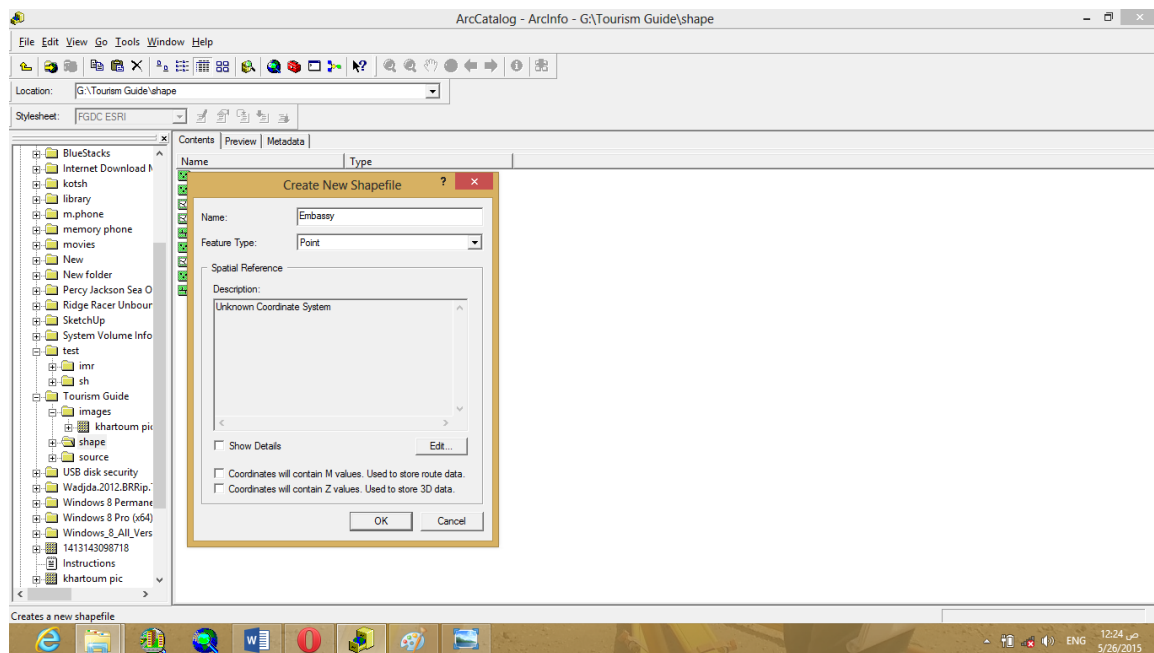 ArcCatalog - ArcInfo - G:\Tourism Guide\shape
File Edit View Go Tools Window Help
Location: G:\Tourism Guide\shape
Stylesheet: FGDC ESRI
Contents Preview Metadata
Name Type
BlueStacks
Internet Download
kotsh
library
m.phone
memory phone
movies
New
New folder
Percy Jackson Sea O
Ridge Racer Unbour
SketchUp
System Volume Info
test
imr
sh
Tourism Guide
images
khartoum pic
shape
source
USB disk security
Wadjda.2012.BRRip.
Windows 8 Permane
Windows 8 Pro (x64)
Windows_8_All_Vers
1413143098718
Instructions
khartoum pic
Create New Shapefile ?
Name: Embassy
Feature Type: Point
Spatial Reference
Description:
Unknown Coordinate System
Show Details Edit...
Coordinates will contain M values. Used to store route data.
Coordinates will contain Z values. Used to store 3D data.
OK Cancel
Creates a new shapefile
ENG 12:24 ص
5/26/2015